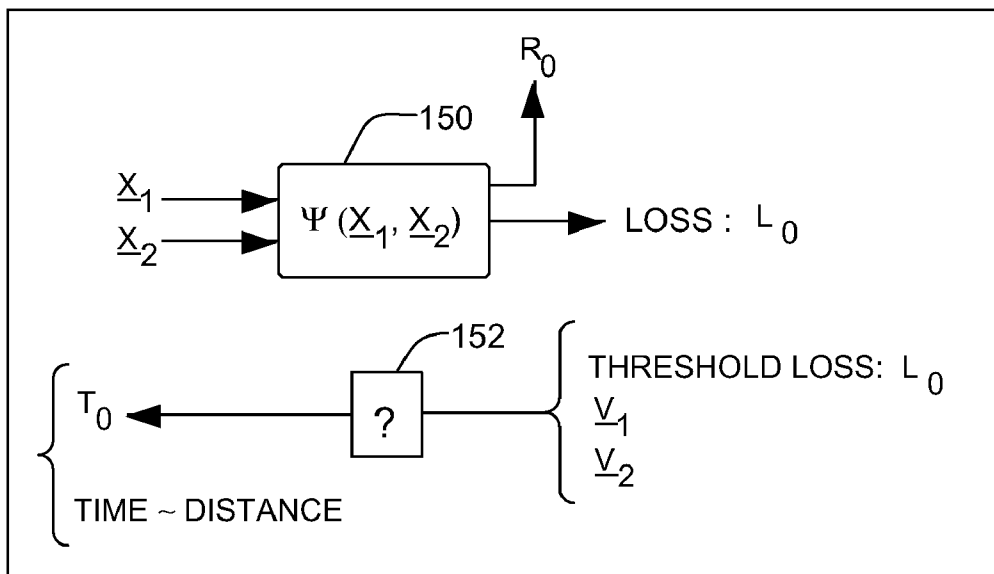 R0
150
X1
X2
Ψ (X1, X2)
LOSS : L0
152
THRESHOLD LOSS: L0
T0
?
V1
V2
TIME ~ DISTANCE